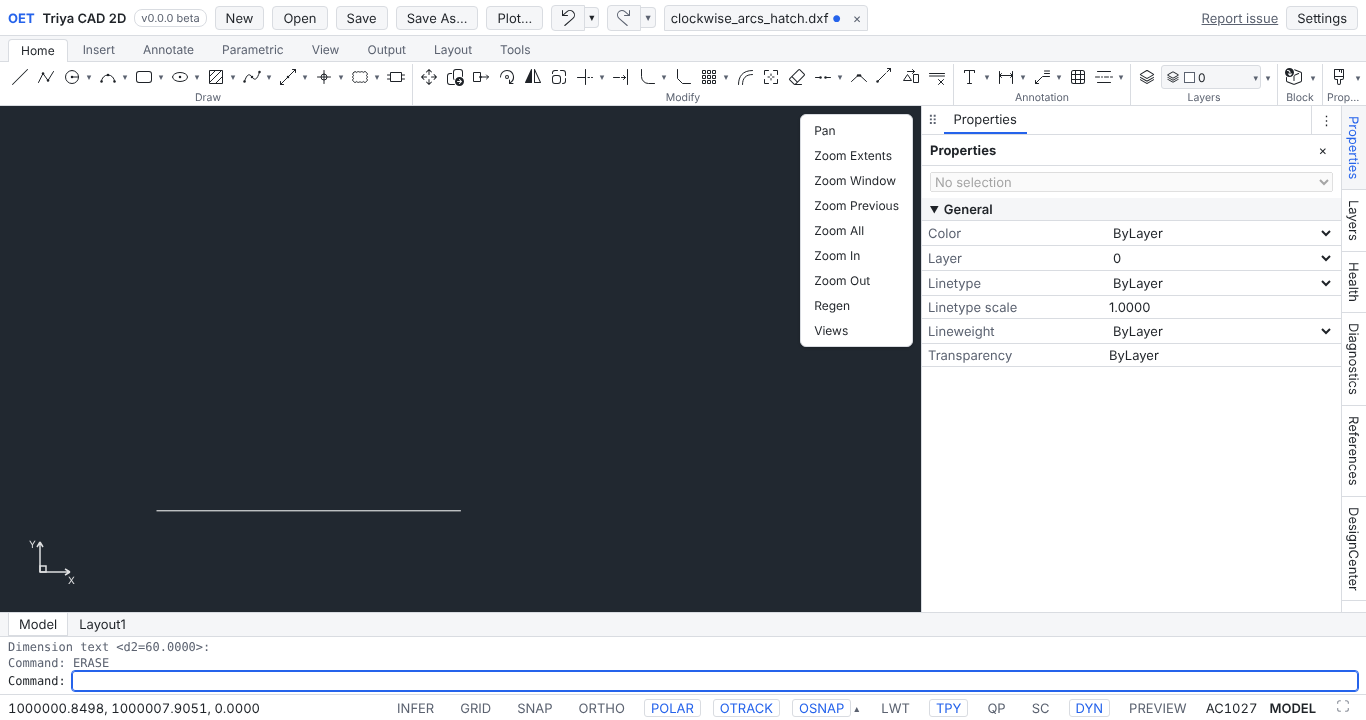 OET Triya CAD 2D v0.0.0 beta New Open Save Save As... Plot... clockwise_arcs_hatch.dxf × Report issue Settings
Home Insert Annotate Parametric View Output Layout Tools
0
Draw Modify Annotation Layers Block Prop...
Pan
Zoom Extents
Zoom Window
Zoom Previous
Zoom All
Zoom In
Zoom Out
Regen
Views
Y
X
Properties
Properties ×
No selection
General
Color ByLayer
Layer 0
Linetype ByLayer
Linetype scale 1.0000
Lineweight ByLayer
Transparency ByLayer
Properties
Layers
Health
Diagnostics
References
DesignCenter
Model Layout1
Dimension text <d2=60.0000>:
Command: ERASE
Command:
1000000.8498, 1000007.9051, 0.0000 INFER GRID SNAP ORTHO POLAR OTRACK OSNAP LWT TPY QP SC DYN PREVIEW AC1027 MODEL